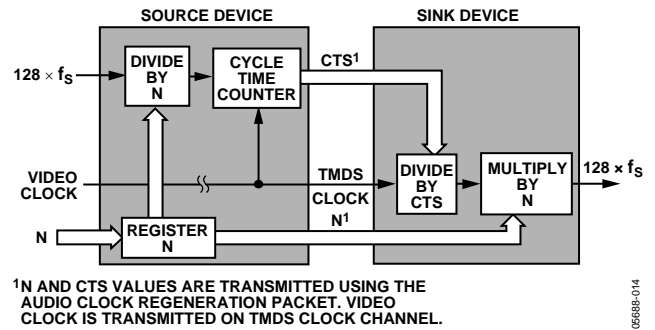 SOURCE DEVICE
SINK DEVICE
128 × fS
DIVIDE
BY
N
CYCLE
TIME
COUNTER
CTS1
VIDEO
CLOCK
TMDS
CLOCK
N1
DIVIDE
BY
CTS
MULTIPLY
BY
N
128 × fS
N
REGISTER
N
1N AND CTS VALUES ARE TRANSMITTED USING THE
AUDIO CLOCK REGENERATION PACKET. VIDEO
CLOCK IS TRANSMITTED ON TMDS CLOCK CHANNEL.
05688-014